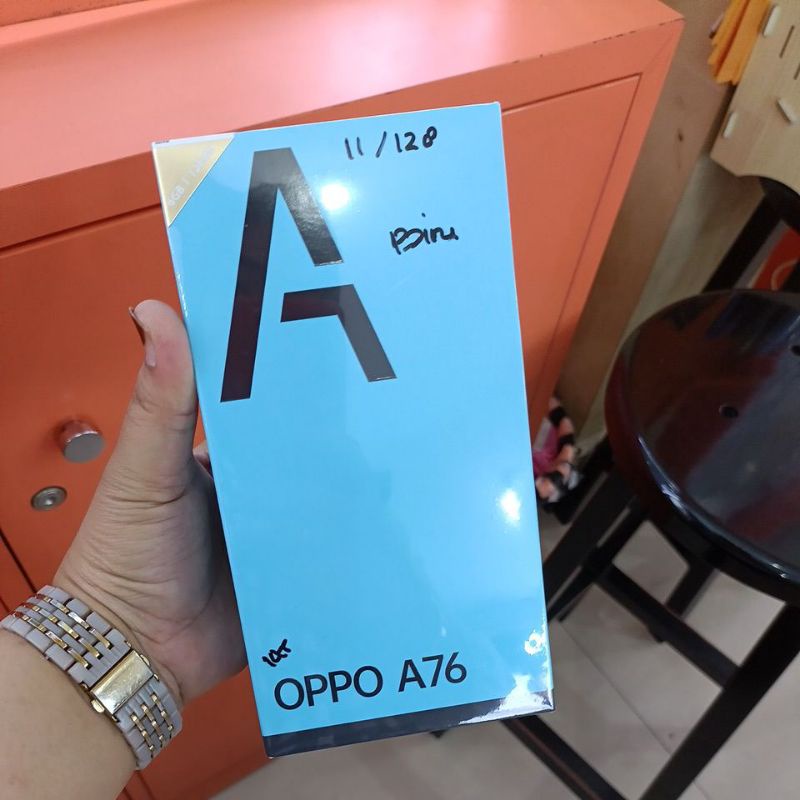 11/128
A
Biru
OPPO A76